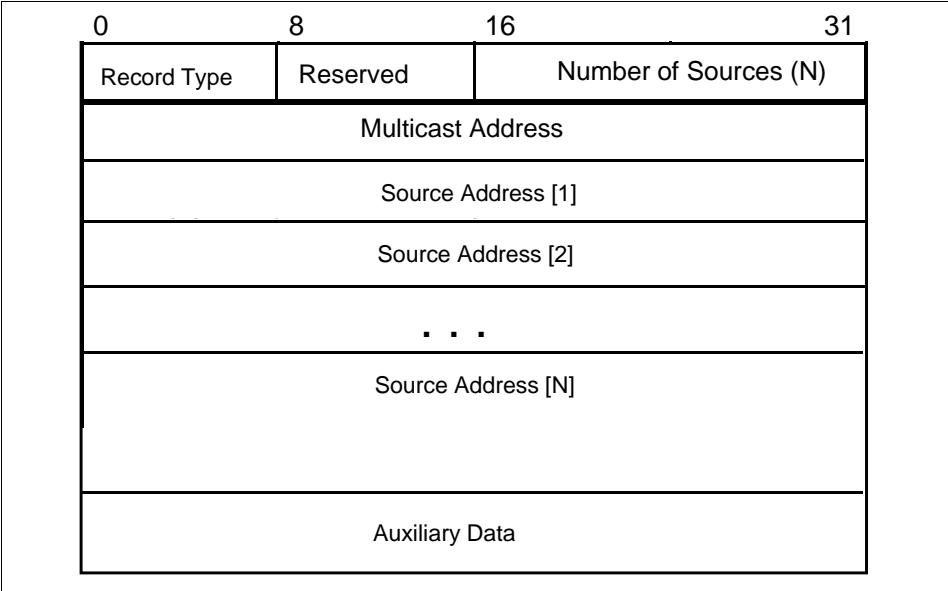 0 8 16 31
Record Type Reserved Number of Sources (N)
Multicast Address
Source Address [1]
Source Address [2]
. . .
Source Address [N]
Auxiliary Data